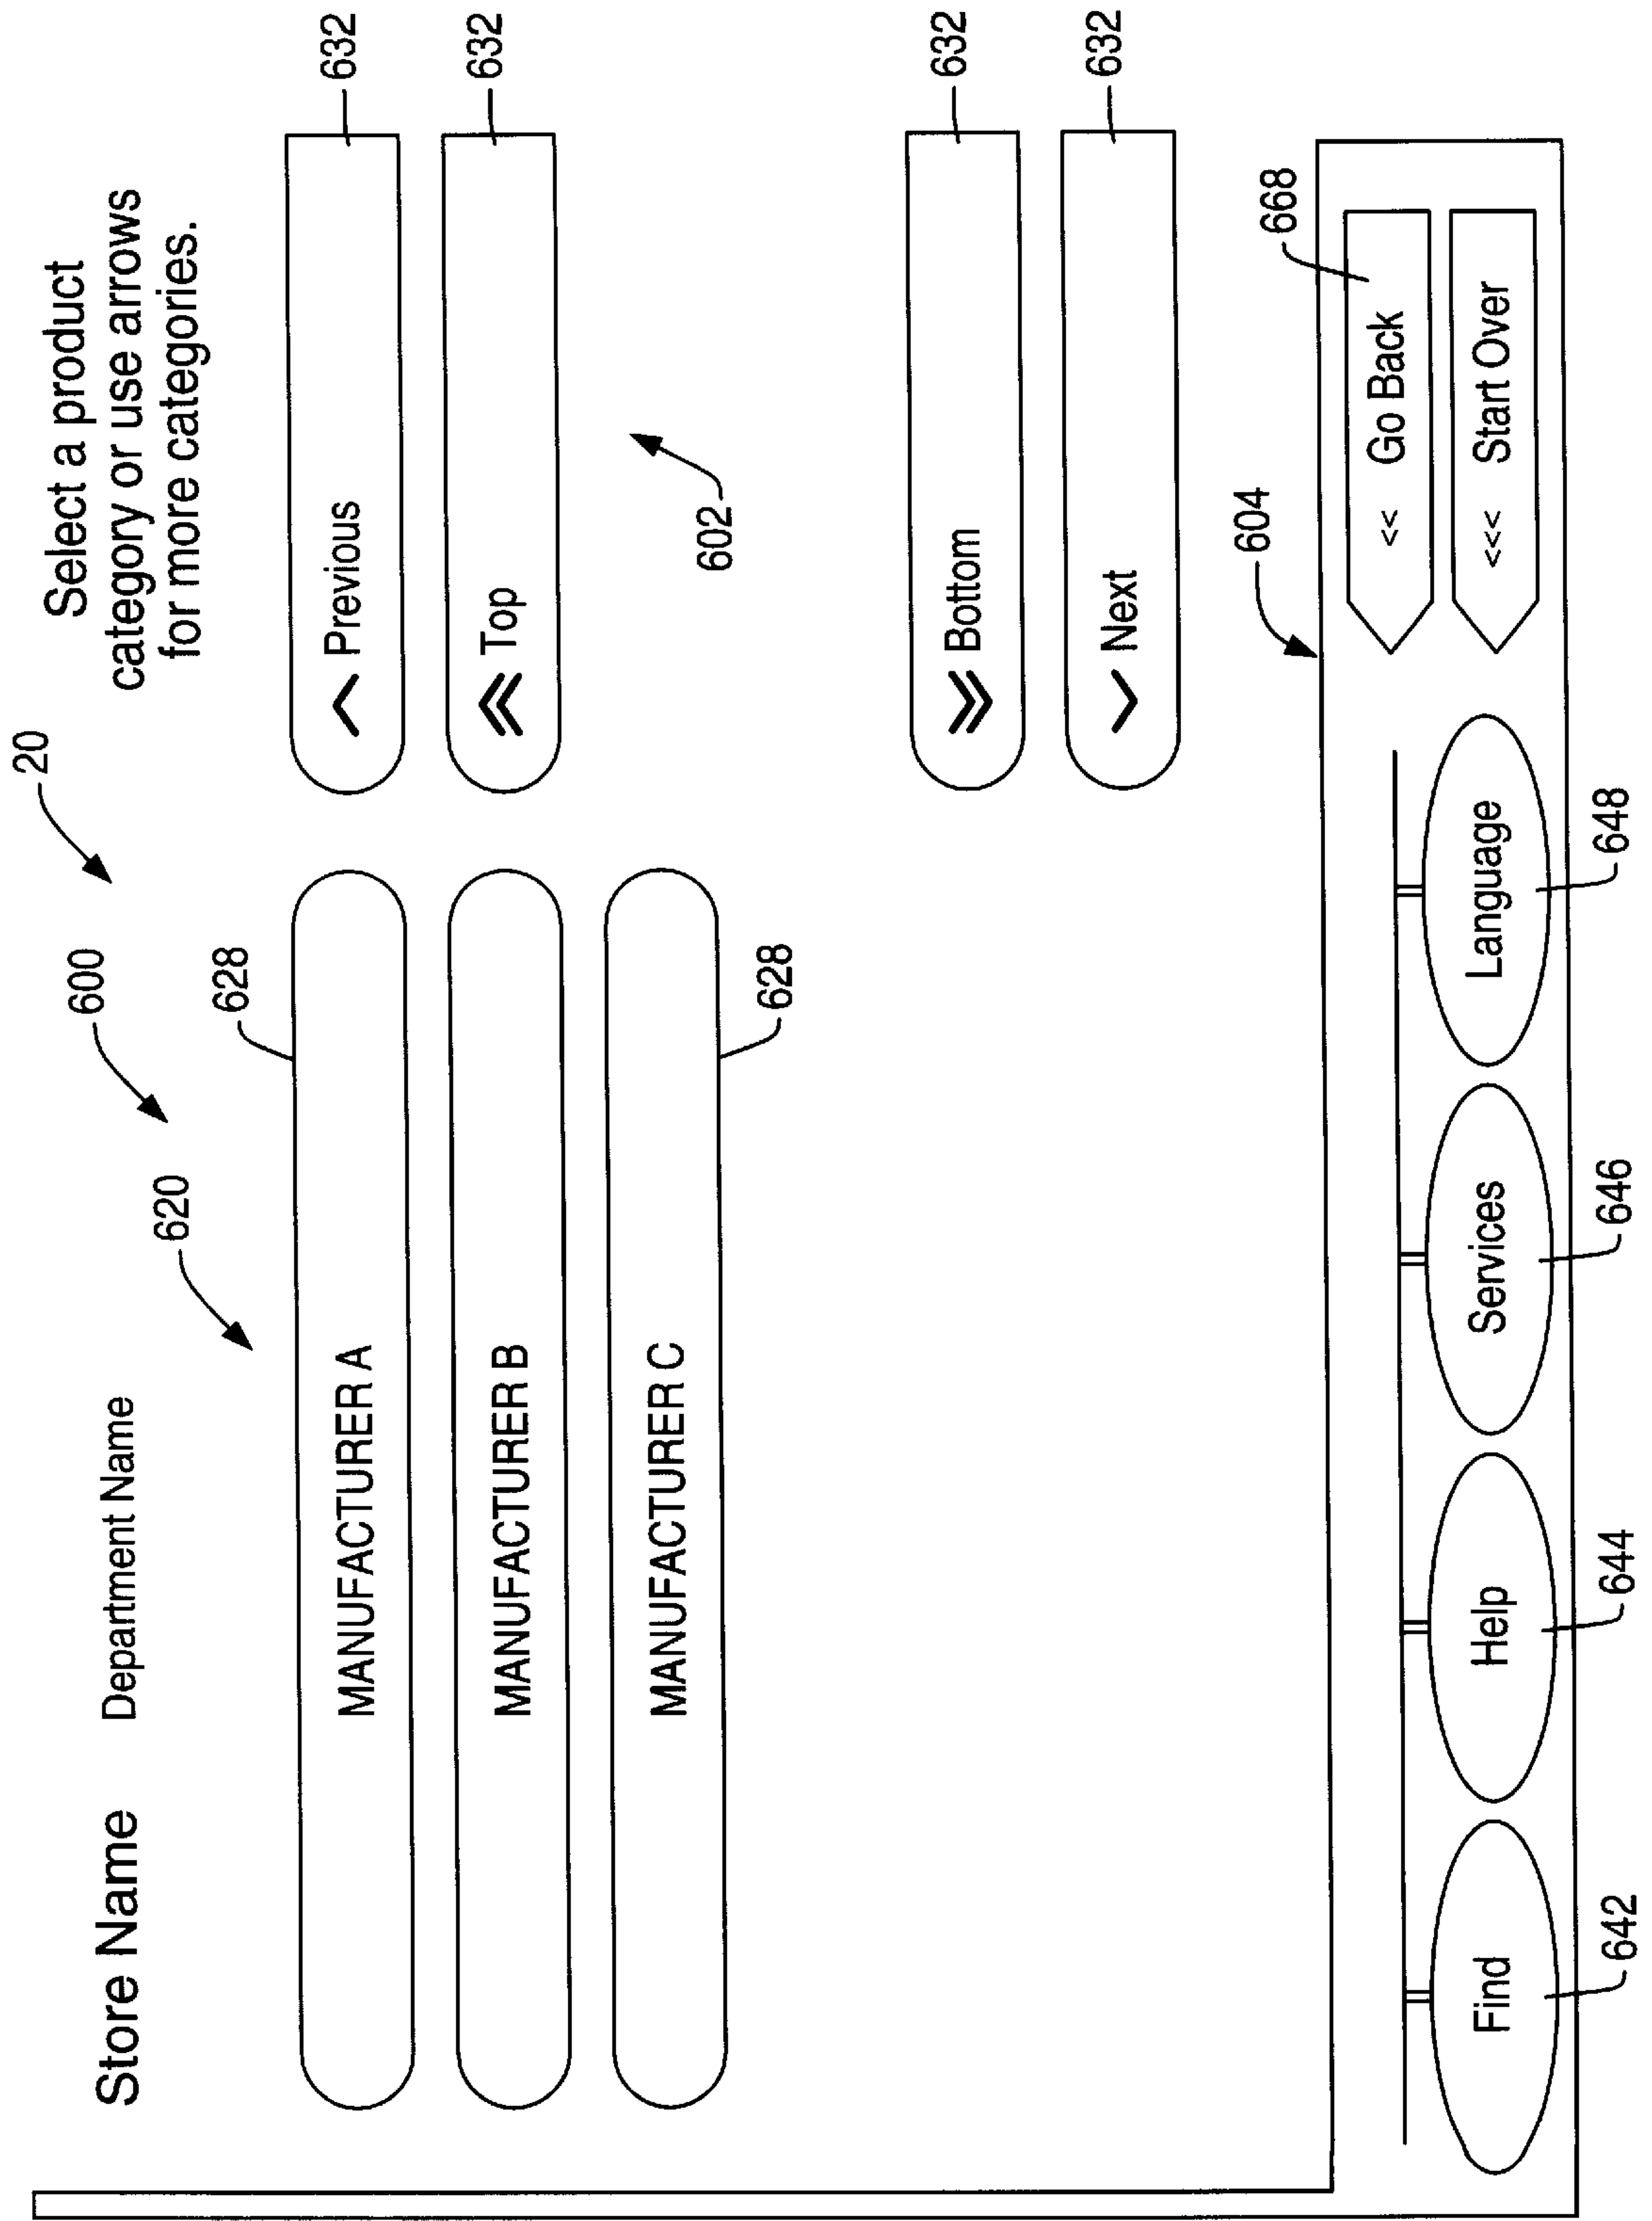 Store Name
Department Name
Select a product
category or use arrows
for more categories.
20
600
620
628
MANUFACTURER A
MANUFACTURER B
MANUFACTURER C
628
Previous
632
Top
632
602
Bottom
632
Next
632
604
668
<< Go Back
<<< Start Over
Find
Help
Services
Language
642
644
646
648